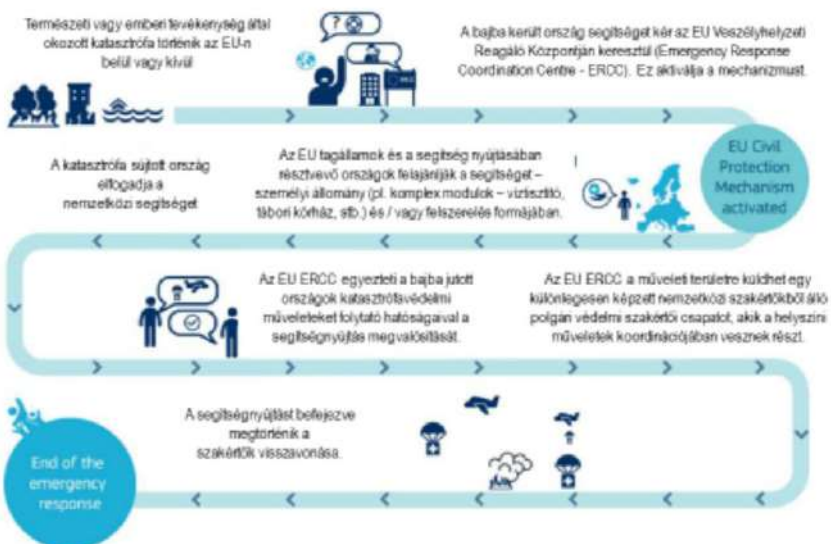 Természeti vagy emberi tevékenység által
okozott katasztrófa történik az EU-n
belül vagy kívül
?
A bajba került ország segítséget kér az EU Veszélyhelyzeti
Reagáló Központján keresztül (Emergency Response
Coordination Centre - ERCC). Ez aktiválja a mechanizmust.
EU Civil
Protection
Mechanism
activated
Az EU tagállamok és a segítség nyújtásában
résztvevő országok felajánlják a segítséget –
személyi állomány (pl. komplex modulok – víztisztító,
tábori kórház, stb.) és / vagy felszerelés formájában.
A katasztrófa sújtott ország
elfogadja a
nemzetközi segítséget
Az EU ERCC egyezteti a bajba jutott
országok katasztrófavédelmi
műveleteket folytató hatóságaival a
segítségnyújtás megvalósítását.
Az EU ERCC a műveleti területre küldhet egy
különlegesen képzett nemzetközi szakértőkből álló
polgári védelmi szakértői csapatot, akik a helyszíni
műveletek koordinációjában vesznek részt.
A segítségnyújtást befejezve
megtörténik a
szakértők visszavonása.
End of the
emergency
response